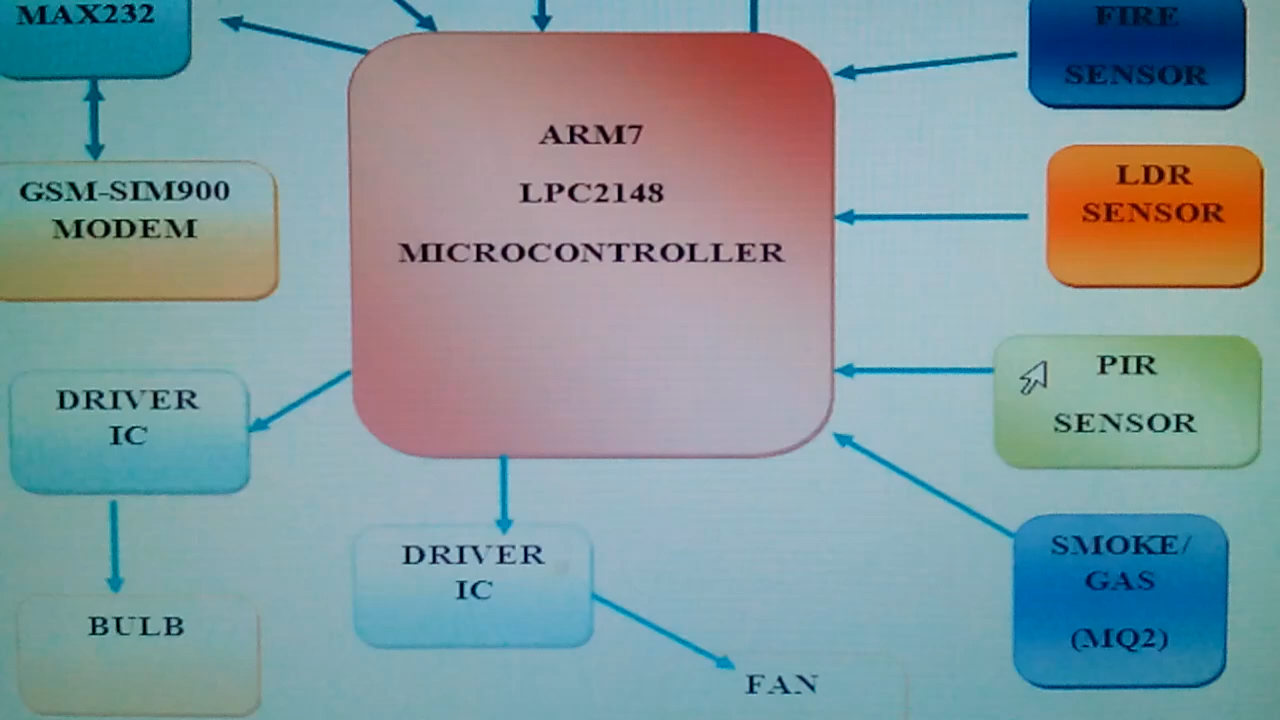 MAX232
FIRE
SENSOR
ARM7
LPC2148
MICROCONTROLLER
LDR
SENSOR
GSM-SIM900
MODEM
PIR
SENSOR
DRIVER
IC
DRIVER
IC
SMOKE/
GAS
(MQ2)
BULB
FAN